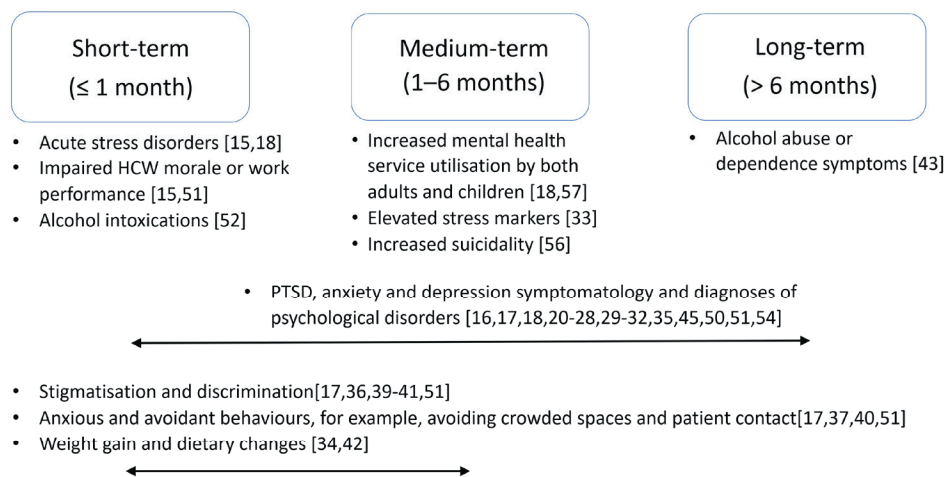 Short-term
(≤ 1 month)
Medium-term
(1–6 months)
Long-term
(> 6 months)
• Acute stress disorders [15,18]
• Impaired HCW morale or work
performance [15,51]
• Alcohol intoxications [52]
• Increased mental health
service utilisation by both
adults and children [18,57]
• Elevated stress markers [33]
• Increased suicidality [56]
• Alcohol abuse or
dependence symptoms [43]
• PTSD, anxiety and depression symptomatology and diagnoses of
psychological disorders [16,17,18,20-28,29-32,35,45,50,51,54]
• Stigmatisation and discrimination[17,36,39-41,51]
• Anxious and avoidant behaviours, for example, avoiding crowded spaces and patient contact[17,37,40,51]
• Weight gain and dietary changes [34,42]